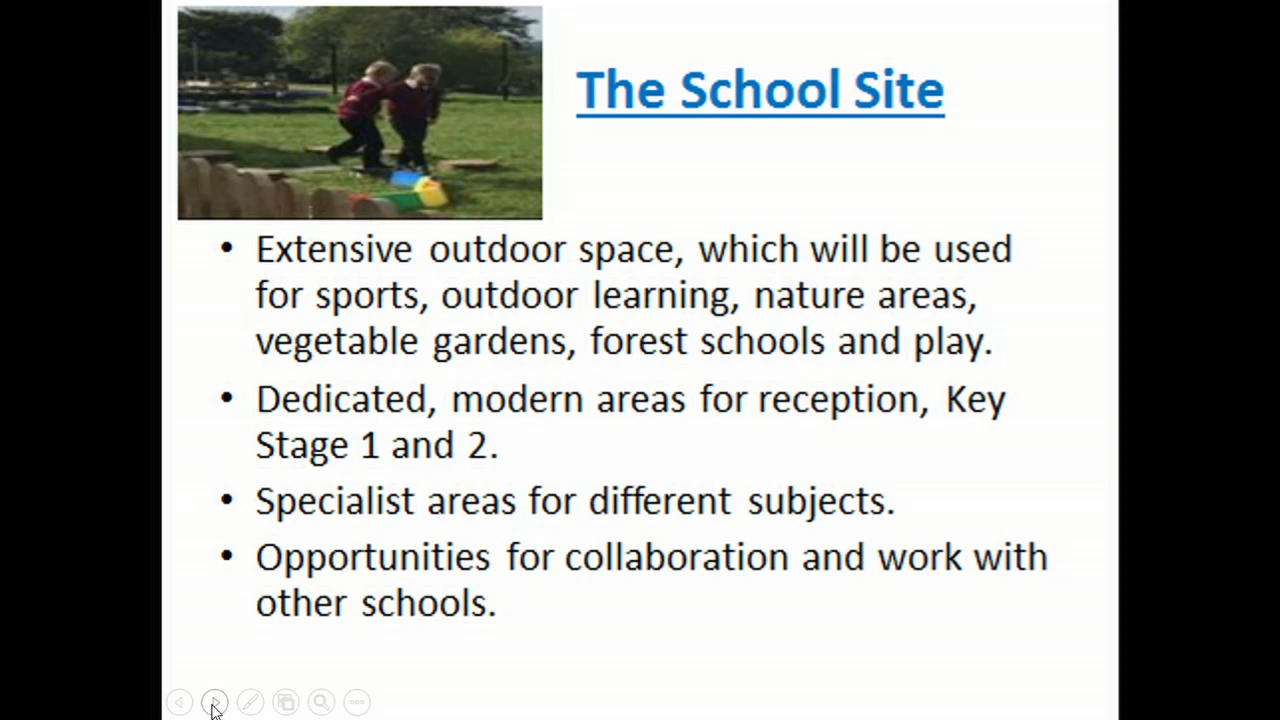 The School Site
• Extensive outdoor space, which will be used
for sports, outdoor learning, nature areas,
vegetable gardens, forest schools and play.
• Dedicated, modern areas for reception, Key
Stage 1 and 2.
• Specialist areas for different subjects.
• Opportunities for collaboration and work with
other schools.